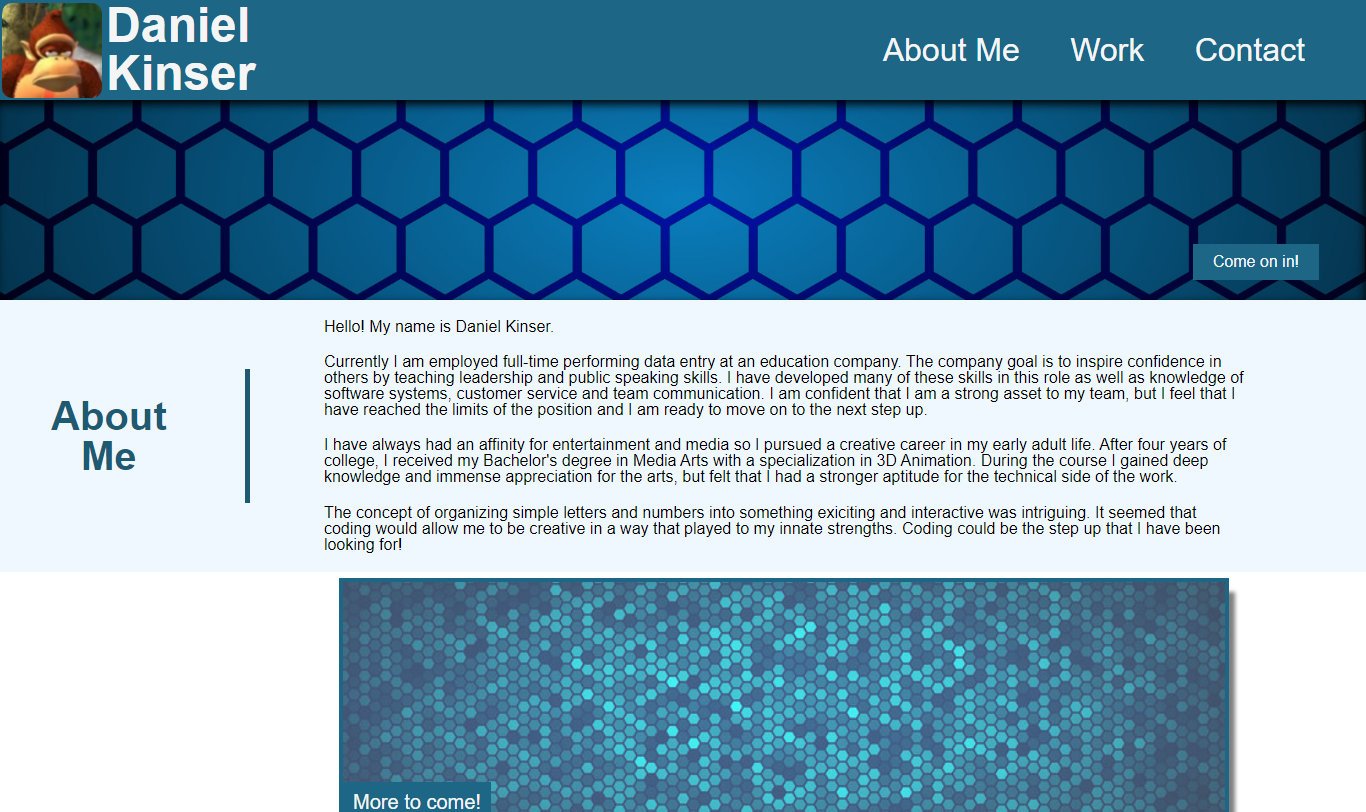 Daniel
Kinser
About Me
Work
Contact
Come on in!
About
Me
Hello! My name is Daniel Kinser.
Currently I am employed full-time performing data entry at an education company. The company goal is to inspire confidence in
others by teaching leadership and public speaking skills. I have developed many of these skills in this role as well as knowledge of
software systems, customer service and team communication. I am confident that I am a strong asset to my team, but I feel that I
have reached the limits of the position and I am ready to move on to the next step up.
I have always had an affinity for entertainment and media so I pursued a creative career in my early adult life. After four years of
college, I received my Bachelor's degree in Media Arts with a specialization in 3D Animation. During the course I gained deep
knowledge and immense appreciation for the arts, but felt that I had a stronger aptitude for the technical side of the work.
The concept of organizing simple letters and numbers into something exiciting and interactive was intriguing. It seemed that
coding would allow me to be creative in a way that played to my innate strengths. Coding could be the step up that I have been
looking for!
More to come!